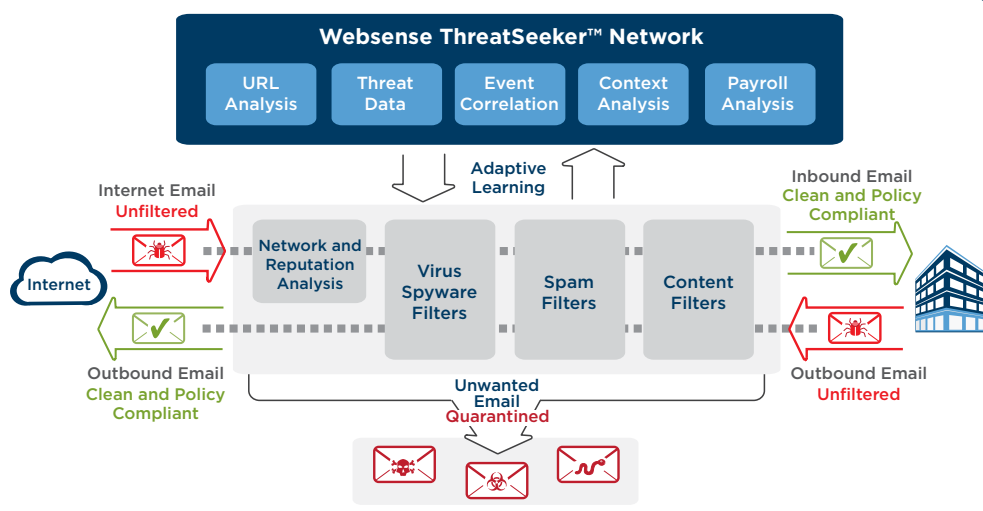 Websense ThreatSeeker™ Network
URL
Analysis
Threat
Data
Event
Correlation
Context
Analysis
Payroll
Analysis
Adaptive
Learning
Internet Email
Unfiltered
Inbound Email
Clean and Policy
Compliant
Network and
Reputation
Analysis
Virus
Spyware
Filters
Spam
Filters
Content
Filters
Internet
Outbound Email
Clean and Policy
Compliant
Outbound Email
Unfiltered
Unwanted
Email
Quarantined